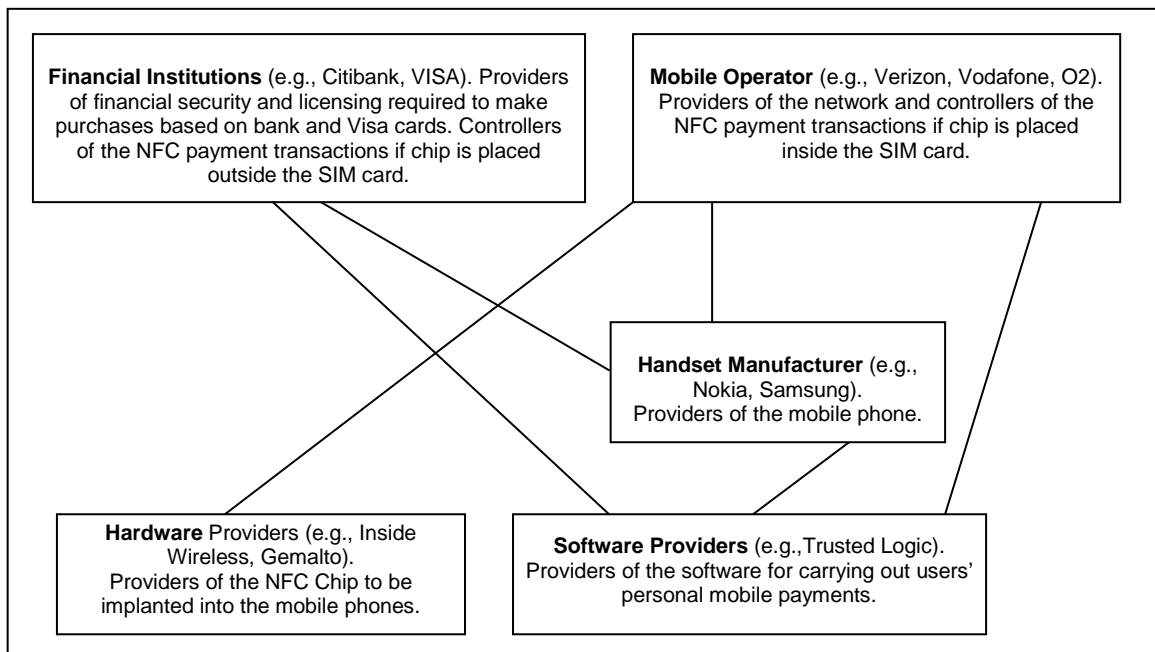 Financial Institutions (e.g., Citibank, VISA). Providers
of financial security and licensing required to make
purchases based on bank and Visa cards. Controllers
of the NFC payment transactions if chip is placed
outside the SIM card.
Mobile Operator (e.g., Verizon, Vodafone, O2).
Providers of the network and controllers of the
NFC payment transactions if chip is placed
inside the SIM card.
Handset Manufacturer (e.g.,
Nokia, Samsung).
Providers of the mobile phone.
Hardware Providers (e.g., Inside
Wireless, Gemalto).
Providers of the NFC Chip to be
implanted into the mobile phones.
Software Providers (e.g.,Trusted Logic).
Providers of the software for carrying out users’
personal mobile payments.